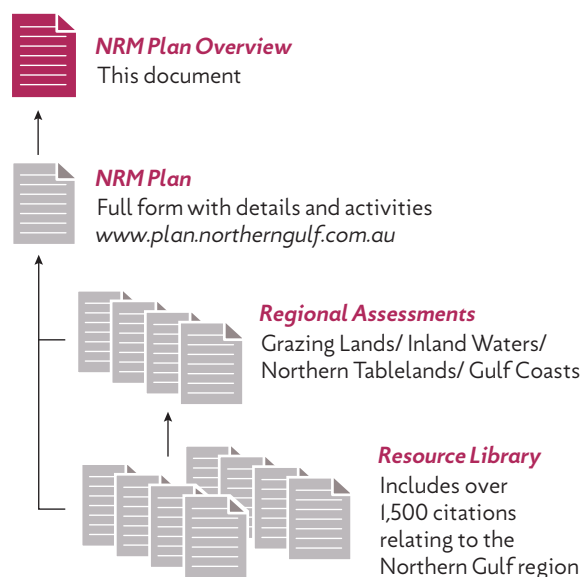 NRM Plan Overview
This document
NRM Plan
Full form with details and activities
www.plan.northerngulf.com.au
Regional Assessments
Grazing Lands/ Inland Waters/
Northern Tablelands/ Gulf Coasts
Resource Library
Includes over
1,500 citations
relating to the
Northern Gulf region